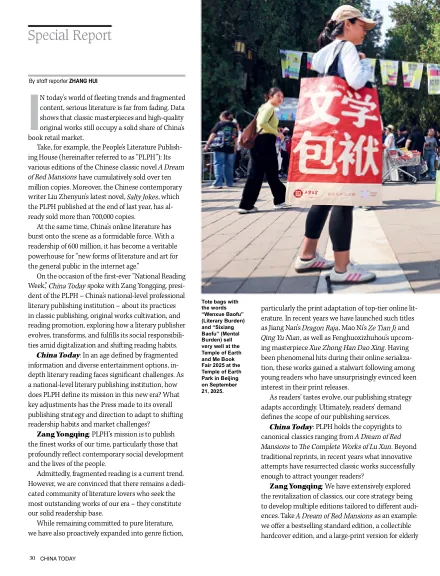 Special Report
By staff reporter ZHANG HUI
IN today's world of fleeting trends and fragmented
content, serious literature is far from fading. Data
shows that classic masterpieces and high-quality
original works still occupy a solid share of China's
book retail market.
Take, for example, the People's Literature Publish-
ing House (hereinafter referred to as "PLPH"): Its
various editions of the Chinese classic novel A Dream
of Red Mansions have cumulatively sold over ten
million copies. Moreover, the Chinese contemporary
writer Liu Zhenyun's latest novel, Salty Jokes, which
the PLPH published at the end of last year, has al-
ready sold more than 700,000 copies.
At the same time, China's online literature has
burst onto the scene as a formidable force. With a
readership of 600 million, it has become a veritable
powerhouse for "new forms of literature and art for
the general public in the internet age."
On the occasion of the first-ever "National Reading
Week," China Today spoke with Zang Yongqing, presi-
dent of the PLPH – China's national-level professional
literary publishing institution – about its practices
in classic publishing, original works cultivation, and
reading promotion, exploring how a literary publisher
evolves, transforms, and fulfills its social responsibil-
ities amid digitalization and shifting reading habits.
China Today: In an age defined by fragmented
information and diverse entertainment options, in-
depth literary reading faces significant challenges. As
a national-level literary publishing institution, how
does PLPH define its mission in this new era? What
key adjustments has the Press made to its overall
publishing strategy and direction to adapt to shifting
readership habits and market challenges?
Zang Yongqing: PLPH's mission is to publish
the finest works of our time, particularly those that
profoundly reflect contemporary social development
and the lives of the people.
Admittedly, fragmented reading is a current trend.
However, we are convinced that there remains a dedi-
cated community of literature lovers who seek the
most outstanding works of our era – they constitute
our solid readership base.
While remaining committed to pure literature,
we have also proactively expanded into genre fiction,
文学
包袱
Tote bags with
the words
"Wenxue Baofu"
(Literary Burden)
and "Sixiang
Baofu" (Mental
Burden) sell
very well at the
Temple of Earth
and Me Book
Fair 2025 at the
Temple of Earth
Park in Beijing
on September
21, 2025.
particularly the print adaptation of top-tier online lit-
erature. In recent years we have launched such titles
as Jiang Nan's Dragon Raja, Mao Ni's Ze Tian Ji and
Qing Yu Nian, as well as Fenghuoxizhuhou's upcom-
ing masterpiece Xue Zhong Han Dao Xing. Having
been phenomenal hits during their online serializa-
tion, these works gained a stalwart following among
young readers who have unsurprisingly evinced keen
interest in their print releases.
As readers' tastes evolve, our publishing strategy
adapts accordingly. Ultimately, readers' demand
defines the scope of our publishing services.
China Today: PLPH holds the copyrights to
canonical classics ranging from A Dream of Red
Mansions to The Complete Works of Lu Xun. Beyond
traditional reprints, in recent years what innovative
attempts have resurrected classic works successfully
enough to attract younger readers?
Zang Yongqing: We have extensively explored
the revitalization of classics, our core strategy being
to develop multiple editions tailored to different audi-
ences. Take A Dream of Red Mansions as an example:
we offer a bestselling standard edition, a collectible
hardcover edition, and a large-print version for elderly
30 CHINA TODAY